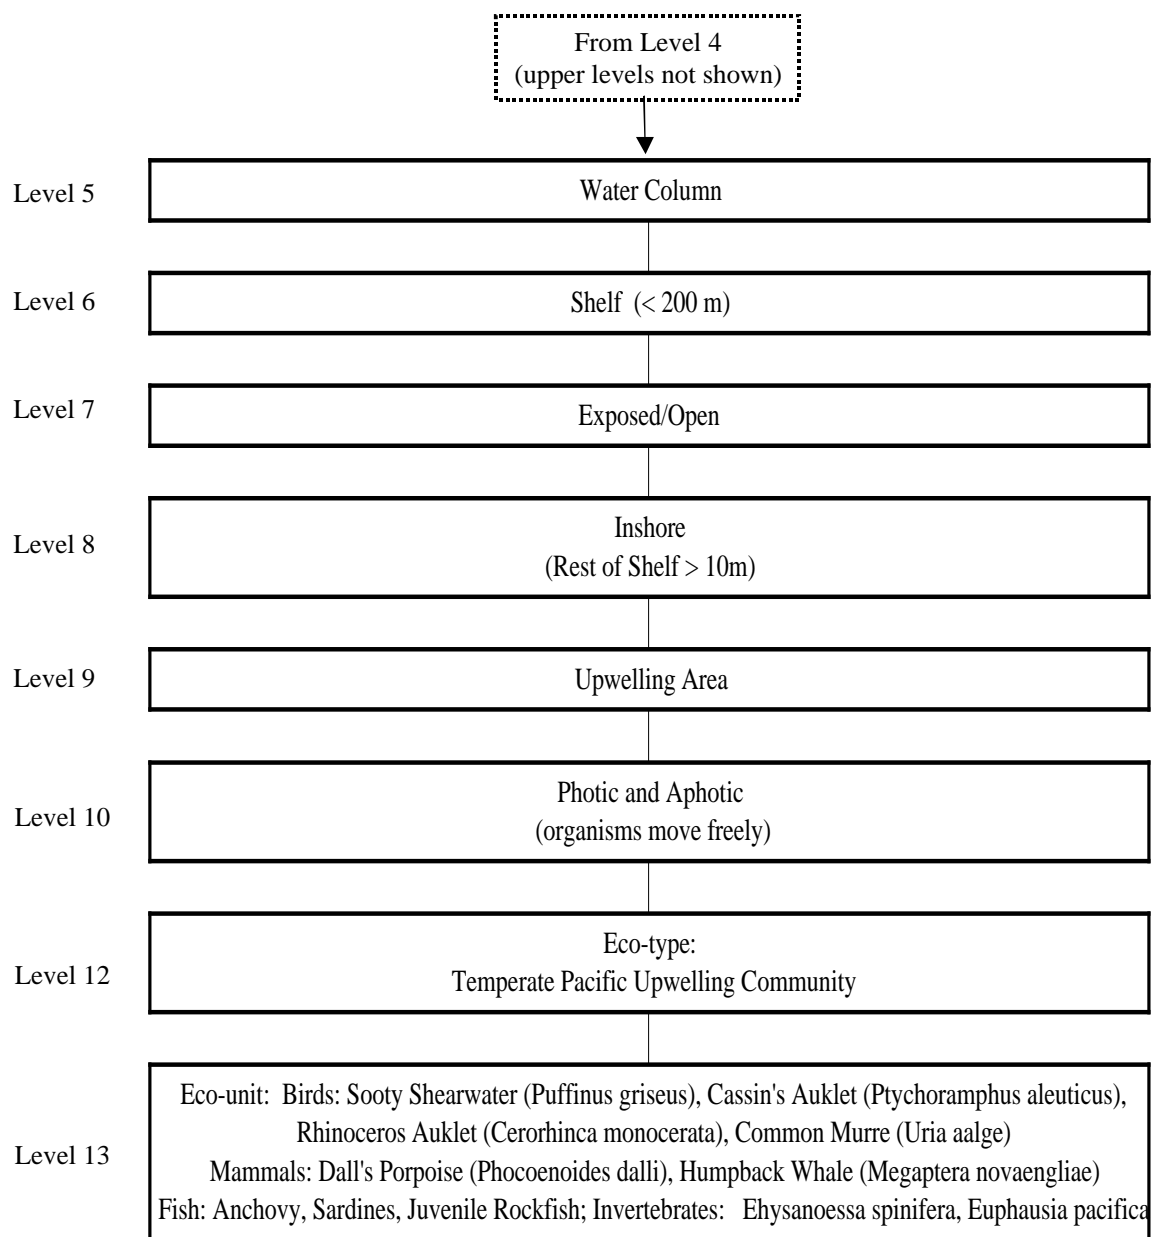 From Level 4
(upper levels not shown)
Level 5
Water Column
Level 6
Shelf (< 200 m)
Level 7
Exposed/Open
Level 8
Inshore
(Rest of Shelf > 10m)
Level 9
Upwelling Area
Level 10
Photic and Aphotic
(organisms move freely)
Level 12
Eco-type:
Temperate Pacific Upwelling Community
Level 13
Eco-unit: Birds: Sooty Shearwater (Puffinus griseus), Cassin's Auklet (Ptychoramphus aleuticus),
Rhinoceros Auklet (Cerorhinca monocerata), Common Murre (Uria aalge)
Mammals: Dall's Porpoise (Phocoenoides dalli), Humpback Whale (Megaptera novaengliae)
Fish: Anchovy, Sardines, Juvenile Rockfish; Invertebrates: Ehysanoessa spinifera, Euphausia pacifica